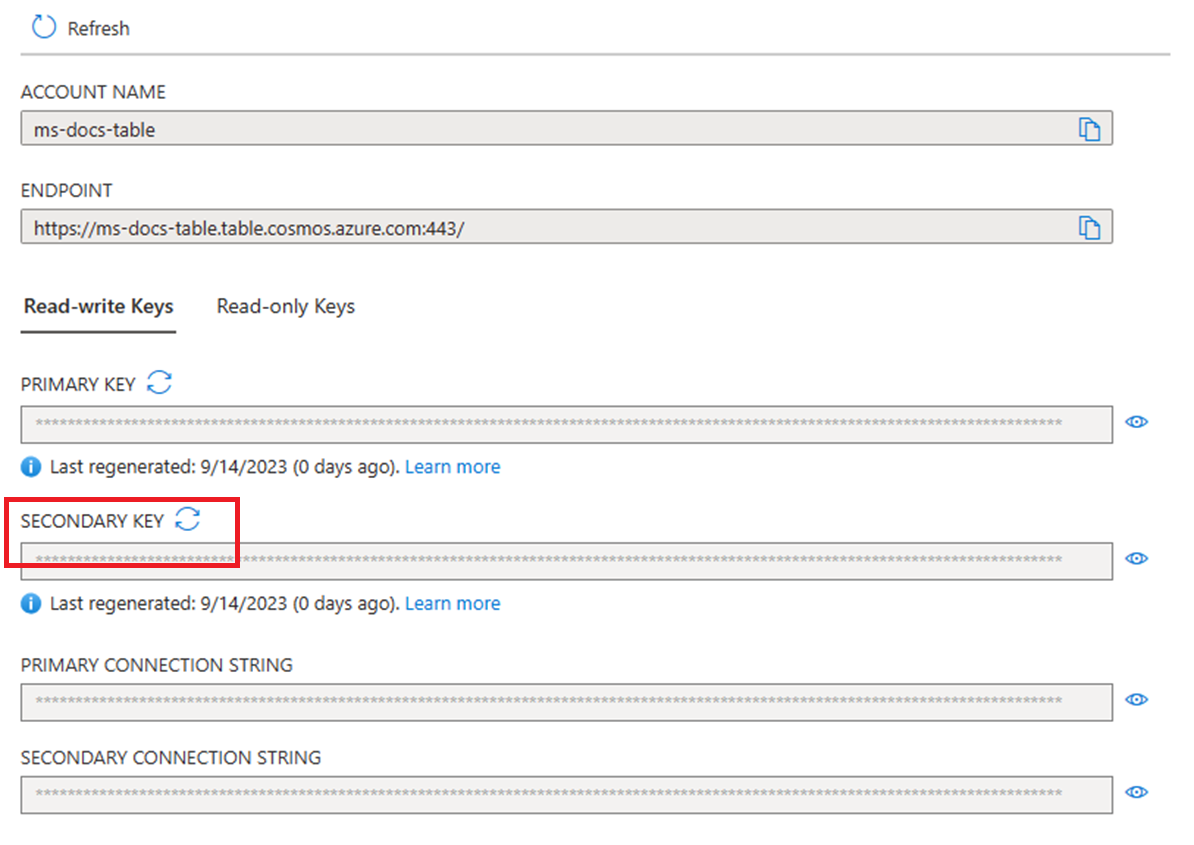 Refresh
ACCOUNT NAME
ms-docs-table
ENDPOINT
https://ms-docs-table.table.cosmos.azure.com:443/
Read-write Keys Read-only Keys
PRIMARY KEY
********************************************************************************************************************************
Last regenerated: 9/14/2023 (0 days ago). Learn more
SECONDARY KEY
********************************************************************************************************************************
Last regenerated: 9/14/2023 (0 days ago). Learn more
PRIMARY CONNECTION STRING
********************************************************************************************************************************
SECONDARY CONNECTION STRING
********************************************************************************************************************************